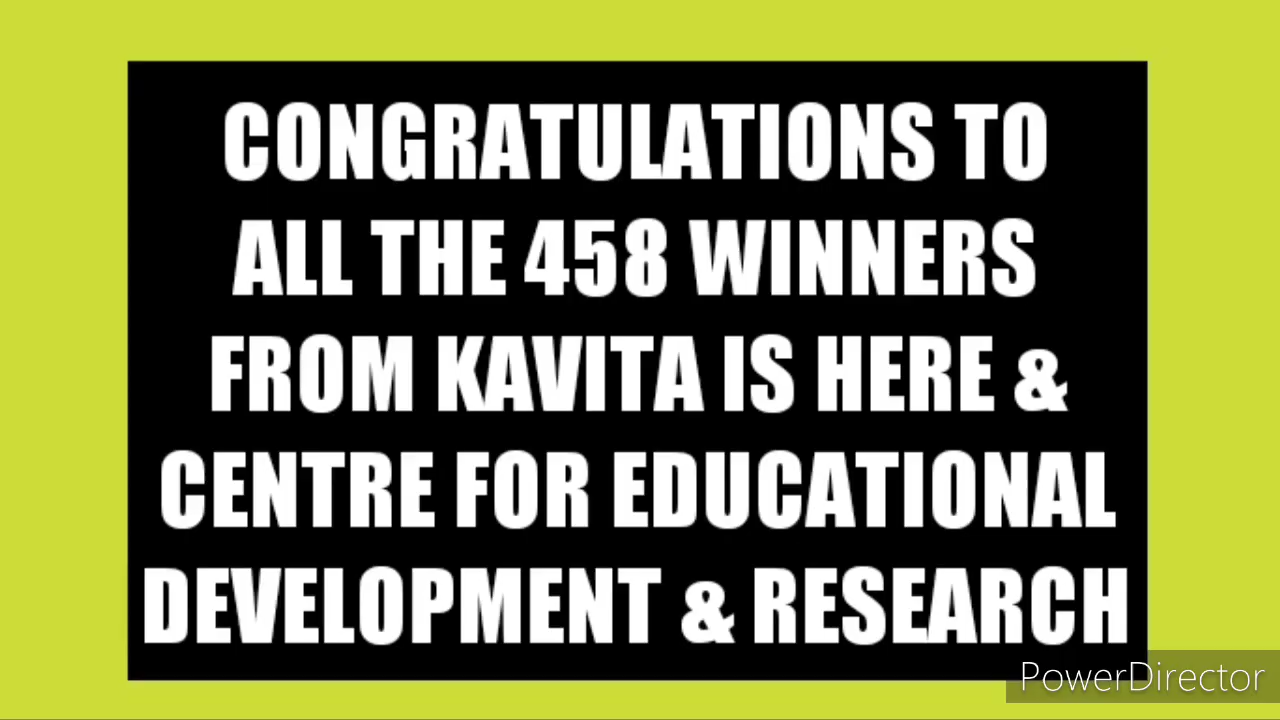 CONGRATULATIONS TO
ALL THE 458 WINNERS
FROM KAVITA IS HERE &
CENTRE FOR EDUCATIONAL
DEVELOPMENT & RESEARCH
PowerDirector